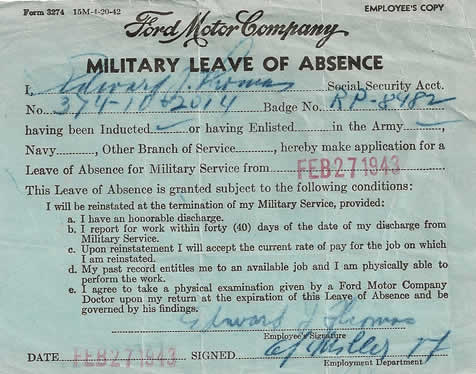 Form 3274 15M-4-20-42 EMPLOYEE'S COPY
Ford Motor Company
MILITARY LEAVE OF ABSENCE
I, Edward J. Thomas Social Security Acct.
No. 374-10-2014 Badge No. RP-8482
having been Inducted ✓ or having Enlisted in the Army ✓,
Navy, Other Branch of Service, hereby make application for a
Leave of Absence for Military Service from FEB 27 1943
This Leave of Absence is granted subject to the following conditions:
I will be reinstated at the termination of my Military Service, provided:
a. I have an honorable discharge.
b. I report for work within forty (40) days of the date of my discharge from
Military Service.
c. Upon reinstatement I will accept the current rate of pay for the job on which
I am reinstated.
d. My past record entitles me to an available job and I am physically able to
perform the work.
e. I agree to take a physical examination given by a Ford Motor Company
Doctor upon my return at the expiration of this Leave of Absence and be
governed by his findings.
Edward J Thomas
Employee's Signature
DATE FEB 27 1943 SIGNED Miller
Employment Department